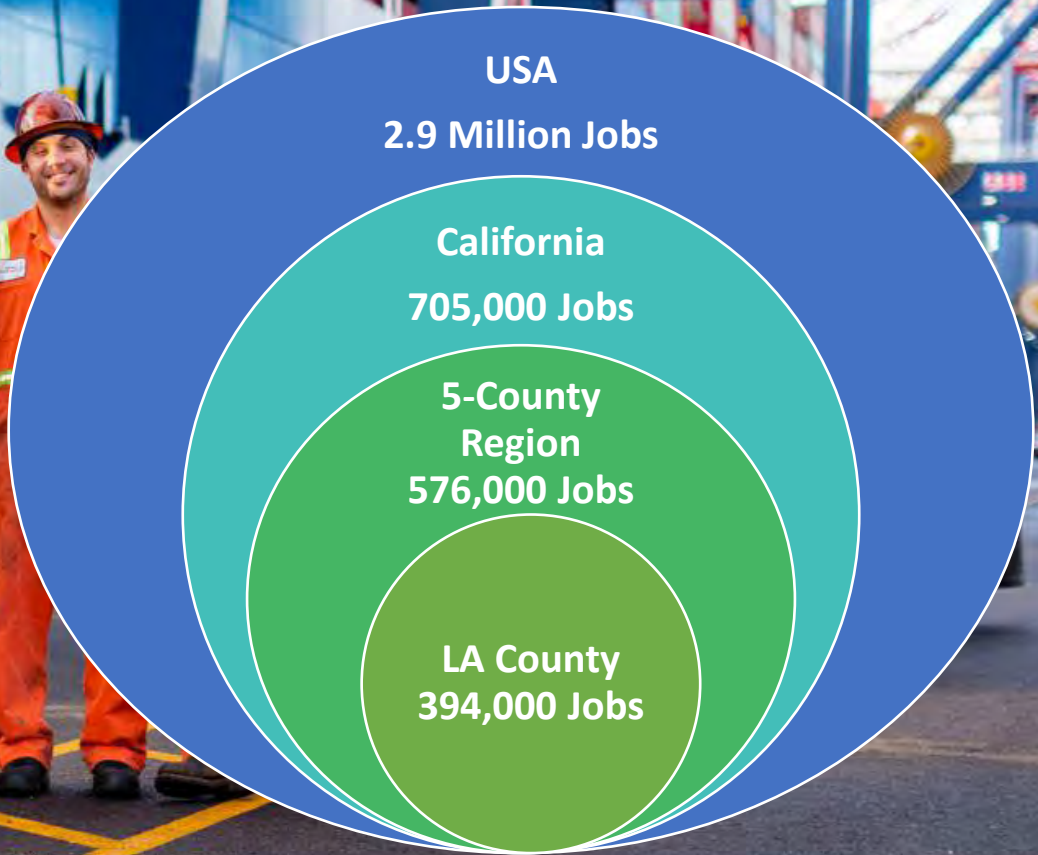 USA
2.9 Million Jobs
California
705,000 Jobs
5-County
Region
576,000 Jobs
LA County
394,000 Jobs